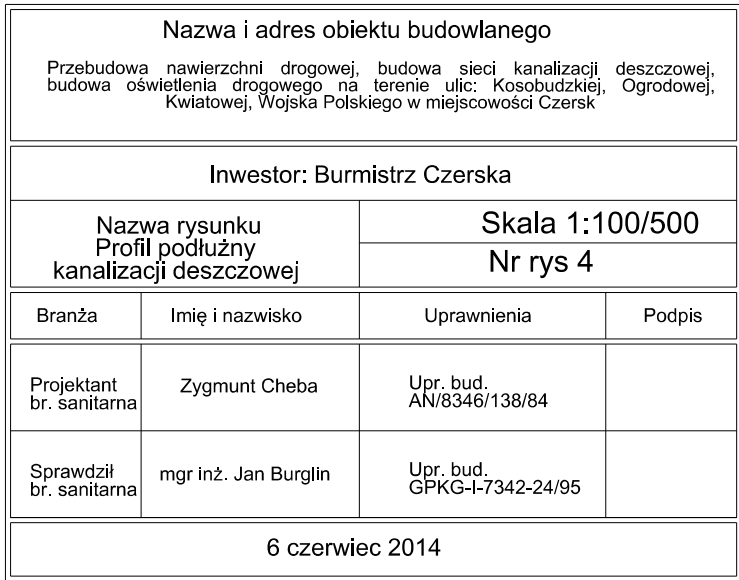 Nazwa i adres obiektu budowlanego
Przebudowa nawierzchni drogowej, budowa sieci kanalizacji deszczowej,
budowa oświetlenia drogowego na terenie ulic: Kosobudzkiej, Ogrodowej,
Kwiatowej, Wojska Polskiego w miejscowości Czersk
Inwestor: Burmistrz Czerska
Nazwa rysunku
Profil podłużny
kanalizacji deszczowej
Skala 1:100/500
Nr rys 4
Branża Imię i nazwisko Uprawnienia Podpis
Projektant
br. sanitarna
Zygmunt Cheba
Upr. bud.
AN/8346/138/84
Sprawdził
br. sanitarna
mgr inż. Jan Burglin
Upr. bud.
GPKG-I-7342-24/95
6 czerwiec 2014